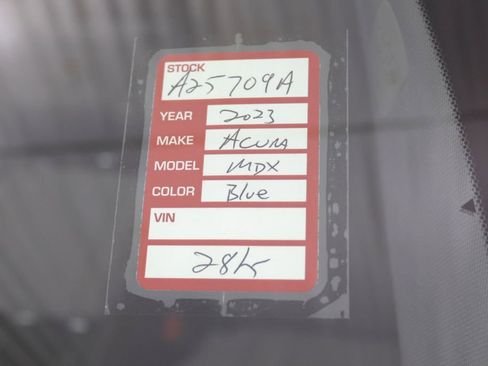 STOCK
A25709A
YEAR 2023
MAKE ACURA
MODEL MDX
COLOR Blue
VIN
28k